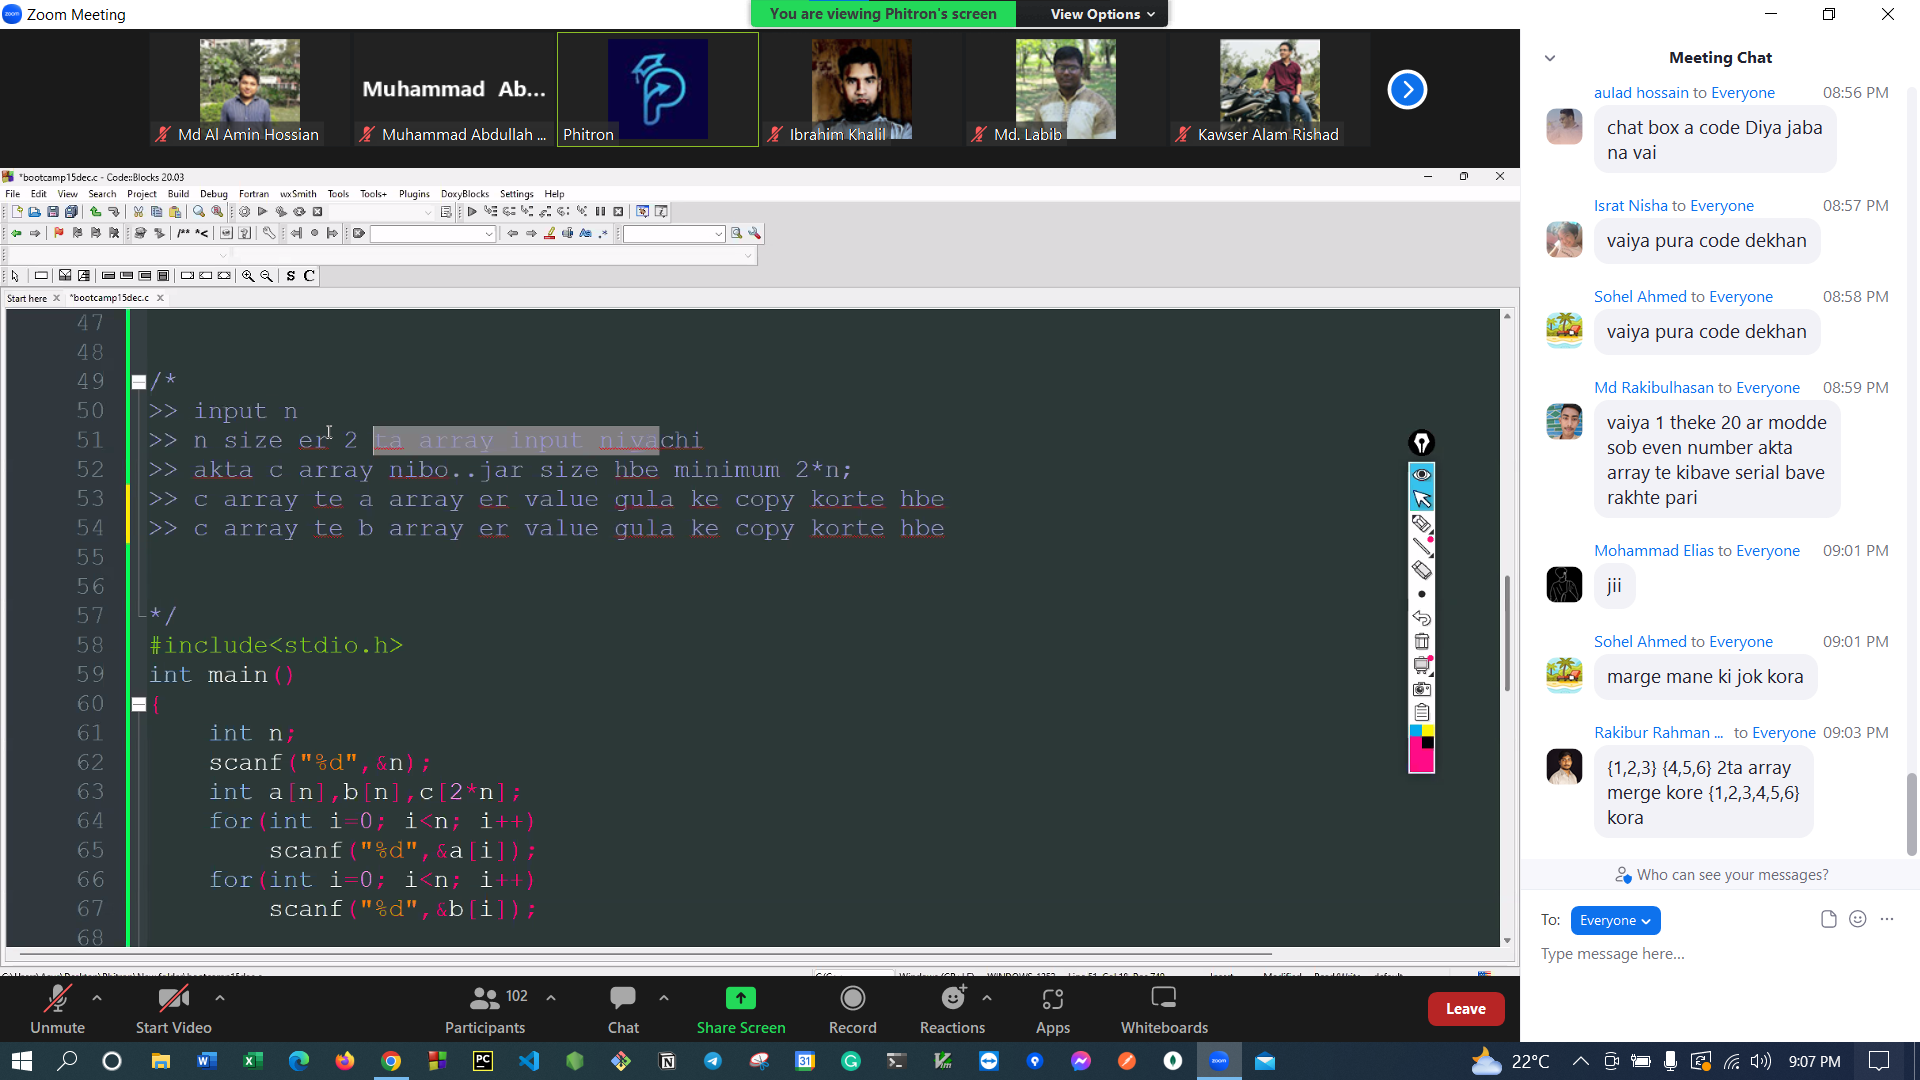 Zoom Meeting
You are viewing Phitron's screen
View Options
Muhammad Ab...
Md Al Amin Hossian
Muhammad Abdullah ...
Phitron
Ibrahim Khalil
Md. Labib
Kawser Alam Rishad
*bootcamp15dec.c - Code::Blocks 20.03
File Edit View Search Project Build Debug Fortran wxSmith Tools Tools+ Plugins DoxyBlocks Settings Help
Start here
*bootcamp15dec.c
47
48
49 /*
50 >> input n
51 >> n size er 2 ta array input nivachi
52 >> akta c array nibo..jar size hbe minimum 2*n;
53 >> c array te a array er value gula ke copy korte hbe
54 >> c array te b array er value gula ke copy korte hbe
55
56
57 */
58 #include<stdio.h>
59 int main()
60 {
61 int n;
62 scanf("%d",&n);
63 int a[n],b[n],c[2*n];
64 for(int i=0; i<n; i++)
65 scanf("%d",&a[i]);
66 for(int i=0; i<n; i++)
67 scanf("%d",&b[i]);
68
Meeting Chat
aulad hossain to Everyone 08:56 PM
chat box a code Diya jaba
na vai
Israt Nisha to Everyone 08:57 PM
vaiya pura code dekhan
Sohel Ahmed to Everyone 08:58 PM
vaiya pura code dekhan
Md Rakibulhasan to Everyone 08:59 PM
vaiya 1 theke 20 ar modde
sob even number akta
array te kibave serial bave
rakhte pari
Mohammad Elias to Everyone 09:01 PM
jii
Sohel Ahmed to Everyone 09:01 PM
marge mane ki jok kora
Rakibur Rahman ... to Everyone 09:03 PM
{1,2,3} {4,5,6} 2ta array
merge kore {1,2,3,4,5,6}
kora
Who can see your messages?
To: Everyone
Type message here...
Unmute
Start Video
Participants
102
Chat
Share Screen
Record
Reactions
Apps
Whiteboards
Leave
22°C
9:07 PM